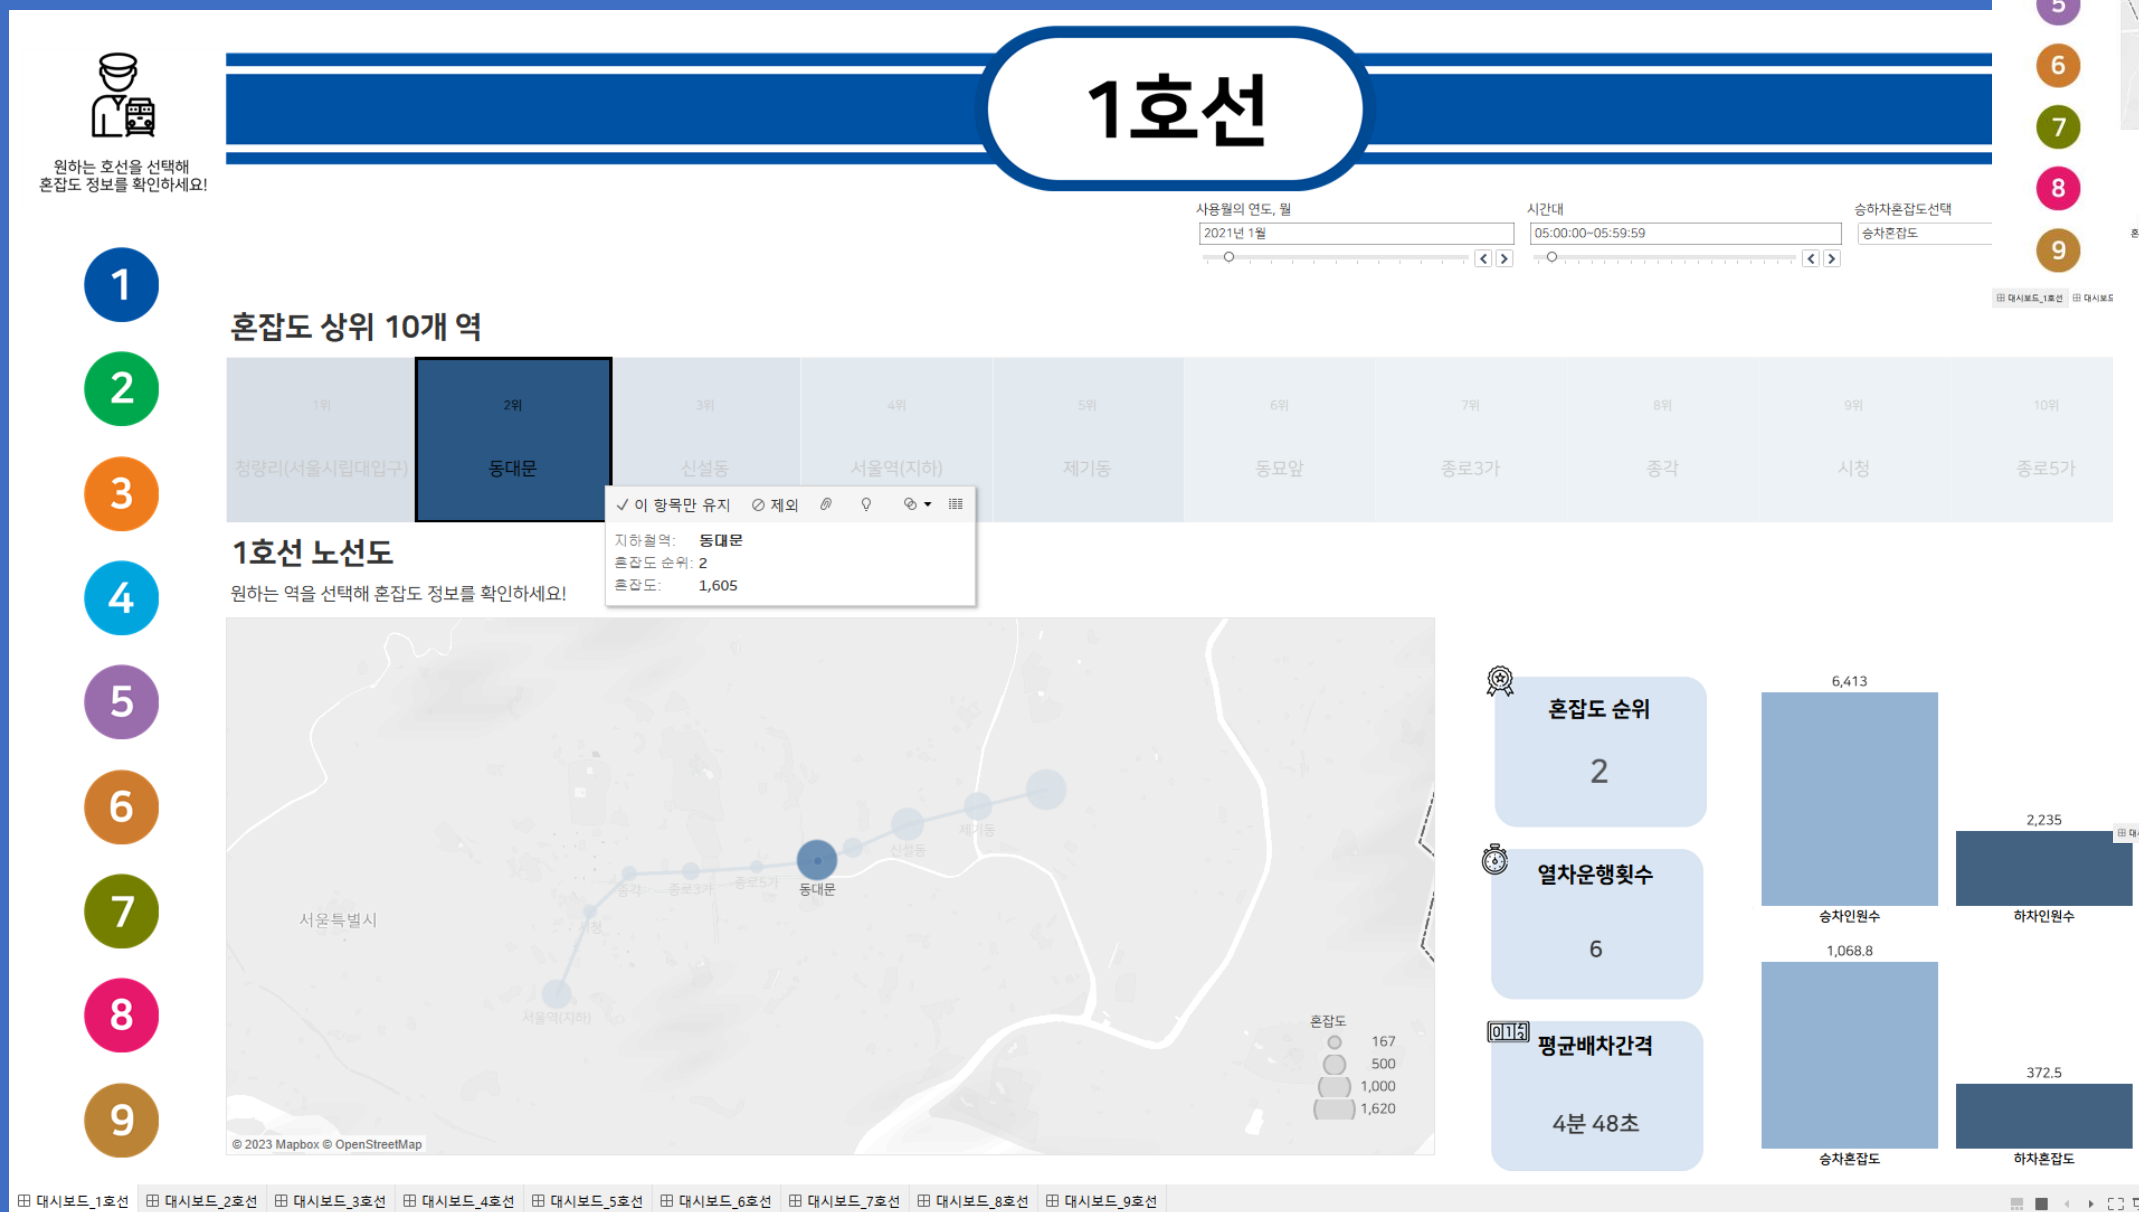 1호선
원하는 호선을 선택해
혼잡도 정보를 확인하세요!
사용월의 연도, 월
시간대
승하차혼잡도선택
2021년 1월
05:00:00~05:59:59
승차혼잡도
1
2
3
4
5
6
7
8
9
5
6
7
8
9
대시보드_1호선
혼잡도 상위 10개 역
1위
2위
3위
4위
5위
6위
7위
8위
9위
10위
청량리(서울시립대입구)
동대문
신설동
서울역(지하)
제기동
동묘앞
종로3가
종각
시청
종로5가
이 항목만 유지
제외
지하철역: 동대문
혼잡도 순위: 2
혼잡도: 1,605
1호선 노선도
원하는 역을 선택해 혼잡도 정보를 확인하세요!
제기동
신설동
동대문
종로5가
종로3가
종각
시청
서울역(지하)
서울특별시
혼잡도
167
500
1,000
1,620
© 2023 Mapbox © OpenStreetMap
혼잡도 순위
2
열차운행횟수
6
평균배차간격
4분 48초
6,413
2,235
승차인원수
하차인원수
1,068.8
372.5
승차혼잡도
하차혼잡도
대시보드_1호선
대시보드_2호선
대시보드_3호선
대시보드_4호선
대시보드_5호선
대시보드_6호선
대시보드_7호선
대시보드_8호선
대시보드_9호선